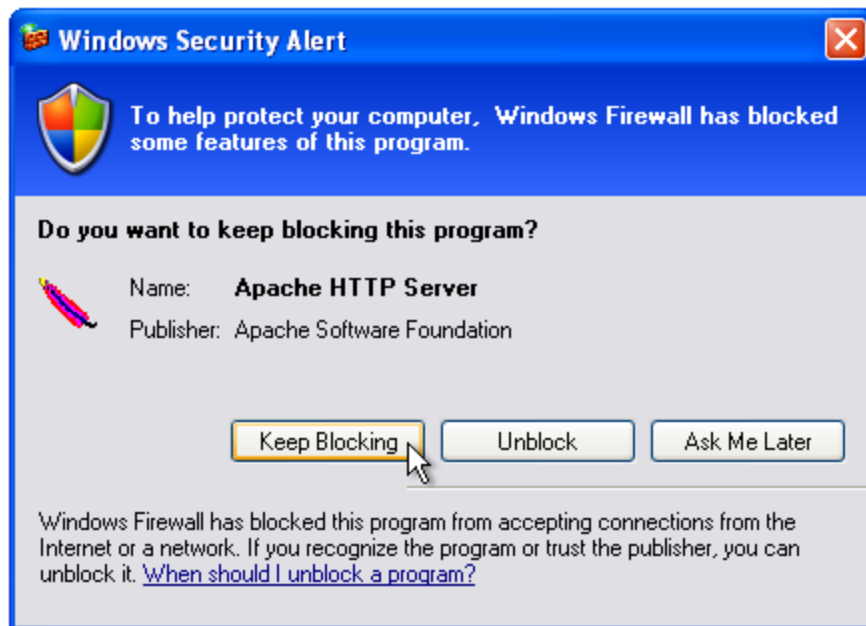 Windows Security Alert
To help protect your computer, Windows Firewall has blocked
some features of this program.
Do you want to keep blocking this program?
Name: Apache HTTP Server
Publisher: Apache Software Foundation
Keep Blocking Unblock Ask Me Later
Windows Firewall has blocked this program from accepting connections from the
Internet or a network. If you recognize the program or trust the publisher, you can
unblock it. When should I unblock a program?